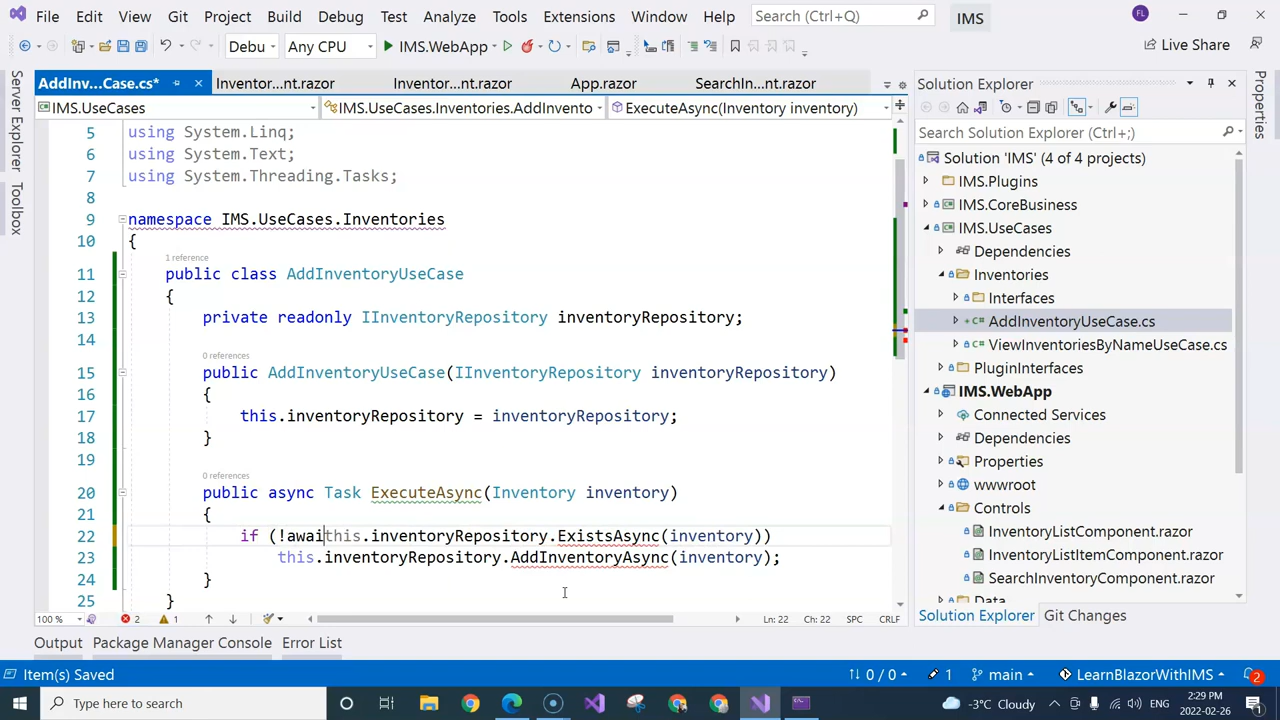 File Edit View Git Project Build Debug Test Analyze Tools Extensions Window Help Search (Ctrl+Q) IMS FL
Debu Any CPU IMS.WebApp Live Share
AddInv...Case.cs* Inventor...nt.razor Inventor...nt.razor App.razor SearchIn...nt.razor
IMS.UseCases IMS.UseCases.Inventories.AddInvento ExecuteAsync(Inventory inventory)
5 using System.Linq;
6 using System.Text;
7 using System.Threading.Tasks;
8
9 namespace IMS.UseCases.Inventories
10 {
1 reference
11 public class AddInventoryUseCase
12 {
13 private readonly IInventoryRepository inventoryRepository;
14
0 references
15 public AddInventoryUseCase(IInventoryRepository inventoryRepository)
16 {
17 this.inventoryRepository = inventoryRepository;
18 }
19
0 references
20 public async Task ExecuteAsync(Inventory inventory)
21 {
22 if (!awaithis.inventoryRepository.ExistsAsync(inventory))
23 this.inventoryRepository.AddInventoryAsync(inventory);
24 }
25 }
100 % 2 1 Ln: 22 Ch: 22 SPC CRLF
Server Explorer
Toolbox
Solution Explorer
Search Solution Explorer (Ctrl+;)
Solution 'IMS' (4 of 4 projects)
IMS.Plugins
IMS.CoreBusiness
IMS.UseCases
Dependencies
Inventories
Interfaces
AddInventoryUseCase.cs
ViewInventoriesByNameUseCase.cs
PluginInterfaces
IMS.WebApp
Connected Services
Dependencies
Properties
wwwroot
Controls
InventoryListComponent.razor
InventoryListItemComponent.razor
SearchInventoryComponent.razor
Data
Solution Explorer Git Changes
Properties
Output Package Manager Console Error List
Item(s) Saved 0 / 0 1 main LearnBlazorWithIMS 2
Type here to search -3°C Cloudy ENG 2:29 PM
2022-02-26